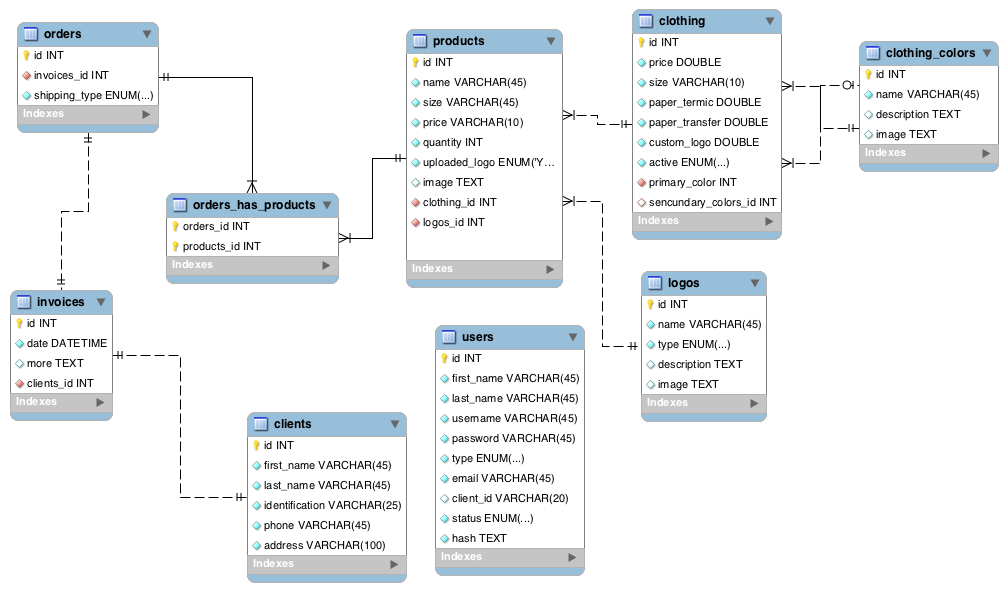 orders
id INT
invoices_id INT
shipping_type ENUM(...)
Indexes
products
id INT
name VARCHAR(45)
size VARCHAR(45)
price VARCHAR(10)
quantity INT
uploaded_logo ENUM('Y...
image TEXT
clothing_id INT
logos_id INT
Indexes
clothing
id INT
price DOUBLE
size VARCHAR(10)
paper_termic DOUBLE
paper_transfer DOUBLE
custom_logo DOUBLE
active ENUM(...)
primary_color INT
sencundary_colors_id INT
Indexes
clothing_colors
id INT
name VARCHAR(45)
description TEXT
image TEXT
Indexes
orders_has_products
orders_id INT
products_id INT
Indexes
invoices
id INT
date DATETIME
more TEXT
clients_id INT
Indexes
logos
id INT
name VARCHAR(45)
type ENUM(...)
description TEXT
image TEXT
Indexes
users
id INT
first_name VARCHAR(45)
last_name VARCHAR(45)
username VARCHAR(45)
password VARCHAR(45)
type ENUM(...)
email VARCHAR(45)
client_id VARCHAR(20)
status ENUM(...)
hash TEXT
Indexes
clients
id INT
first_name VARCHAR(45)
last_name VARCHAR(45)
identification VARCHAR(25)
phone VARCHAR(45)
address VARCHAR(100)
Indexes